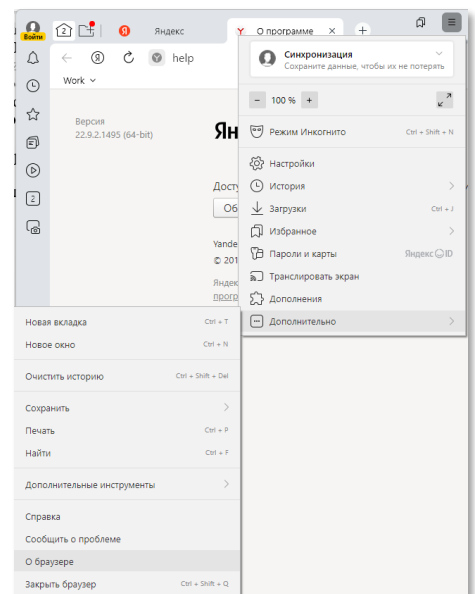 Войти
2
Я
Яндекс
Y
О программе
Я
Y
help
Work
Версия
22.9.2.1495 (64-bit)
Ян
Досту
Об
Yande
© 201
Яндек
прогр
2
Синхронизация
Сохраните данные, чтобы их не потерять
- 100 % +
Режим Инкогнито Ctrl + Shift + N
Настройки
История
Загрузки Ctrl + J
Избранное
Пароли и карты Яндекс ID
Транслировать экран
Дополнения
Дополнительно
Новая вкладка Ctrl + T
Новое окно Ctrl + N
Очистить историю Ctrl + Shift + Del
Сохранить
Печать Ctrl + P
Найти Ctrl + F
Дополнительные инструменты
Справка
Сообщить о проблеме
О браузере
Закрыть браузер Ctrl + Shift + Q